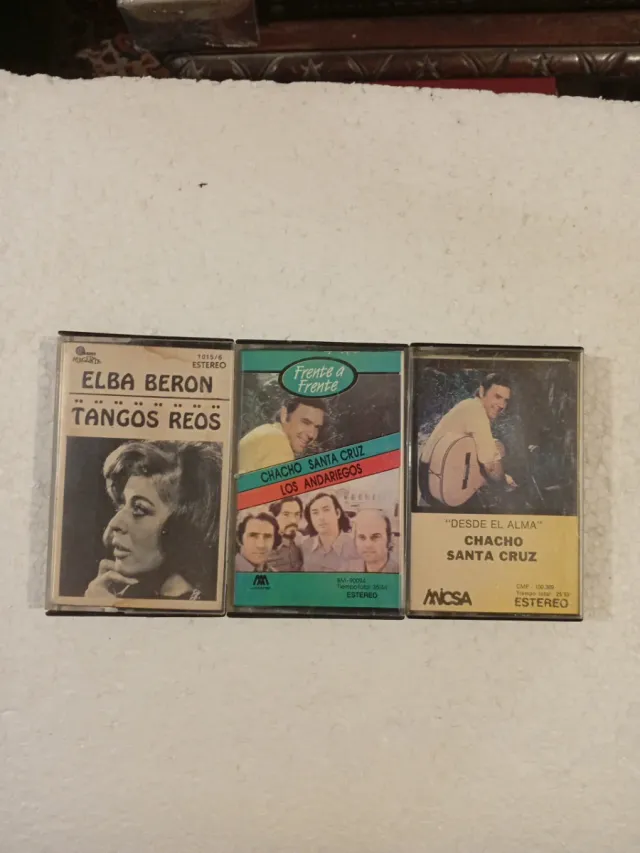 1015/6
ESTEREO
ELBA BERON
TANGOS REOS
Frente a
Frente
CHACHO SANTA CRUZ
LOS ANDARIEGOS
ESTEREO
"DESDE EL ALMA"
CHACHO
SANTA CRUZ
MICSA
ESTEREO